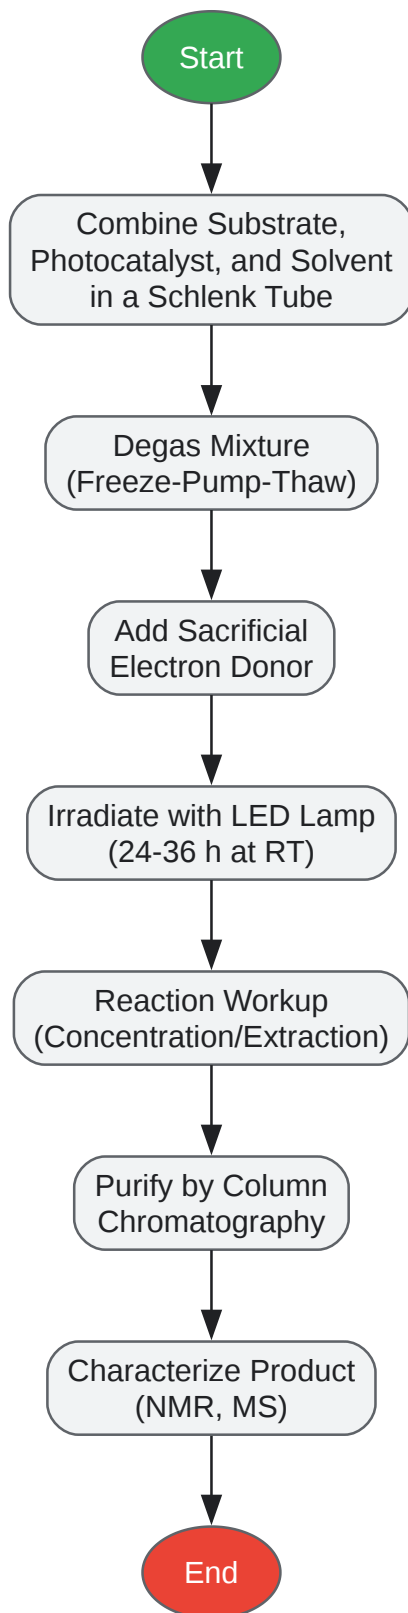 Start
Combine Substrate,
Photocatalyst, and Solvent
in a Schlenk Tube
Degas Mixture
(Freeze-Pump-Thaw)
Add Sacrificial
Electron Donor
Irradiate with LED Lamp
(24-36 h at RT)
Reaction Workup
(Concentration/Extraction)
Purify by Column
Chromatography
Characterize Product
(NMR, MS)
End